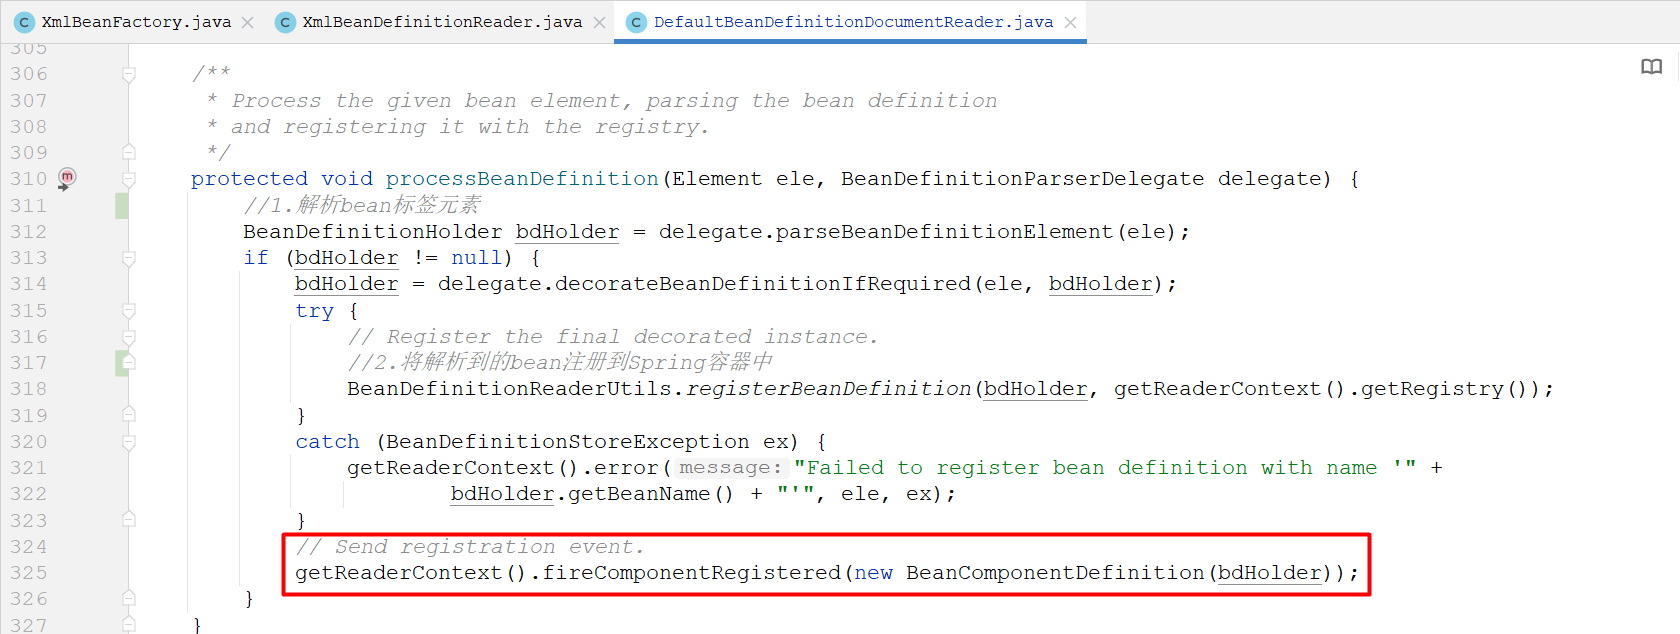 XmlBeanFactory.java XmlBeanDefinitionReader.java DefaultBeanDefinitionDocumentReader.java
305
306 /**
307 * Process the given bean element, parsing the bean definition
308 * and registering it with the registry.
309 */
310 protected void processBeanDefinition(Element ele, BeanDefinitionParserDelegate delegate) {
311 //1.解析bean标签元素
312 BeanDefinitionHolder bdHolder = delegate.parseBeanDefinitionElement(ele);
313 if (bdHolder != null) {
314 bdHolder = delegate.decorateBeanDefinitionIfRequired(ele, bdHolder);
315 try {
316 // Register the final decorated instance.
317 //2.将解析到的bean注册到Spring容器中
318 BeanDefinitionReaderUtils.registerBeanDefinition(bdHolder, getReaderContext().getRegistry());
319 }
320 catch (BeanDefinitionStoreException ex) {
321 getReaderContext().error( message: "Failed to register bean definition with name '" +
322 bdHolder.getBeanName() + "'", ele, ex);
323 }
324 // Send registration event.
325 getReaderContext().fireComponentRegistered(new BeanComponentDefinition(bdHolder));
326 }
327 }